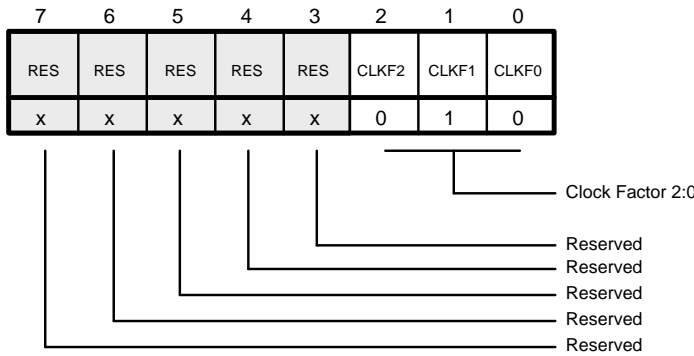 7 6 5 4 3 2 1 0
RES RES RES RES RES CLKF2 CLKF1 CLKF0
x x x x x 0 1 0
Clock Factor 2:0
Reserved
Reserved
Reserved
Reserved
Reserved